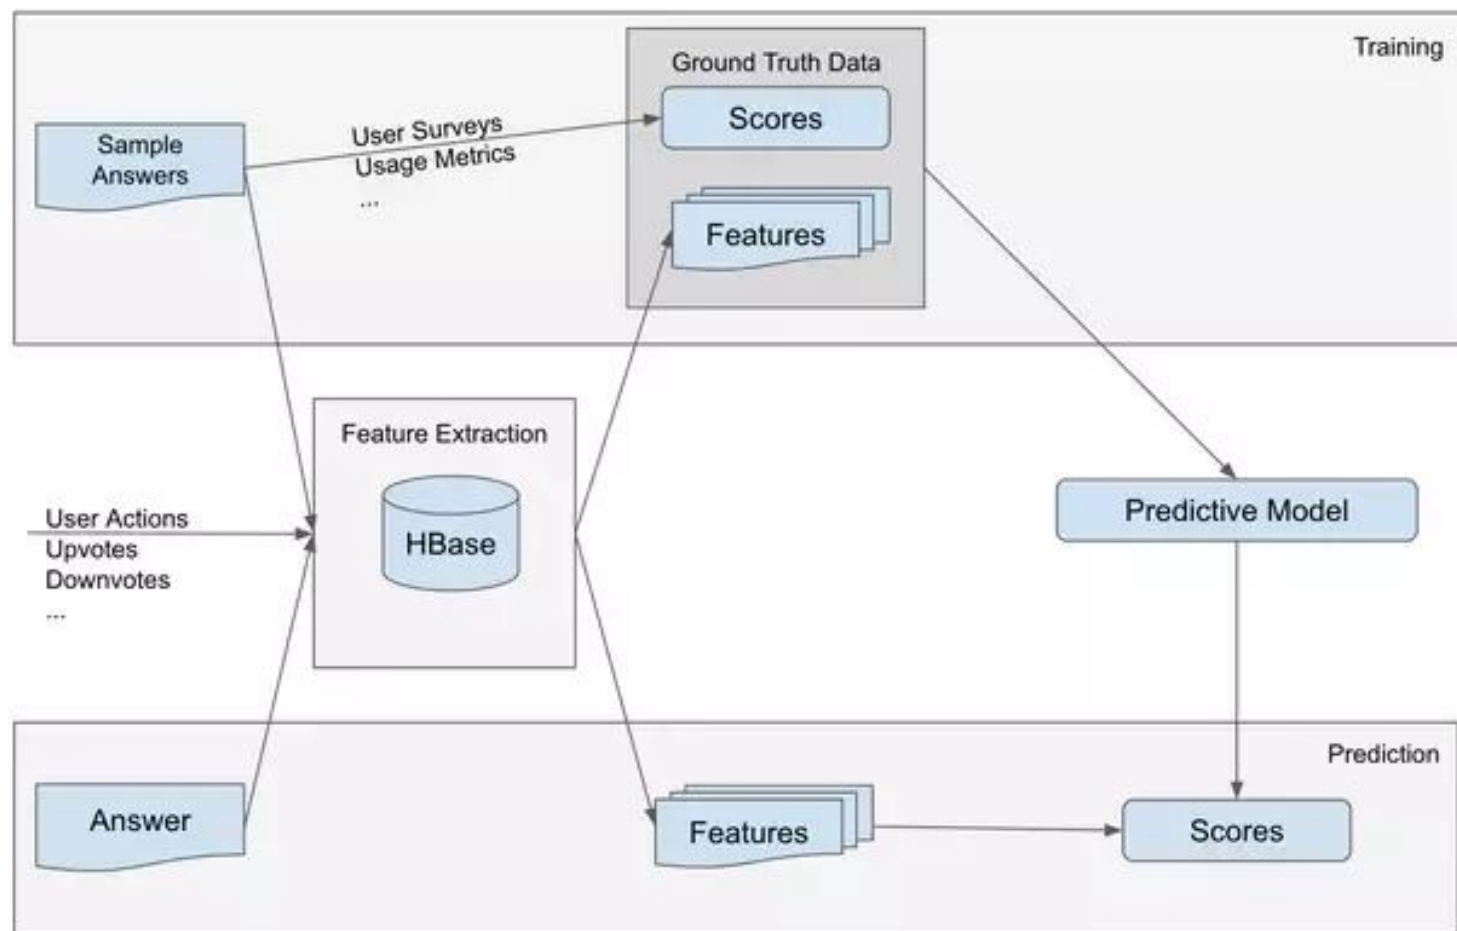 Training
Ground Truth Data
Scores
Sample
Answers
User Surveys
Usage Metrics
...
Features
Feature Extraction
HBase
User Actions
Upvotes
Downvotes
...
Predictive Model
Prediction
Answer
Features
Scores